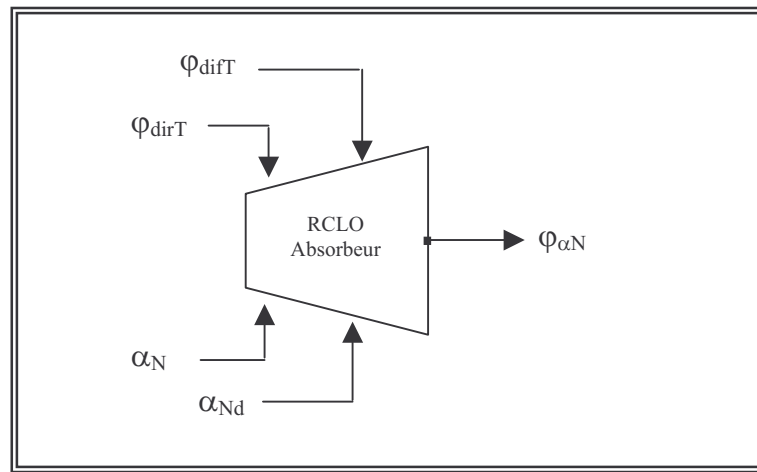 φdifT
φdirT
RCLO
Absorbeur
φαN
αN
αNd